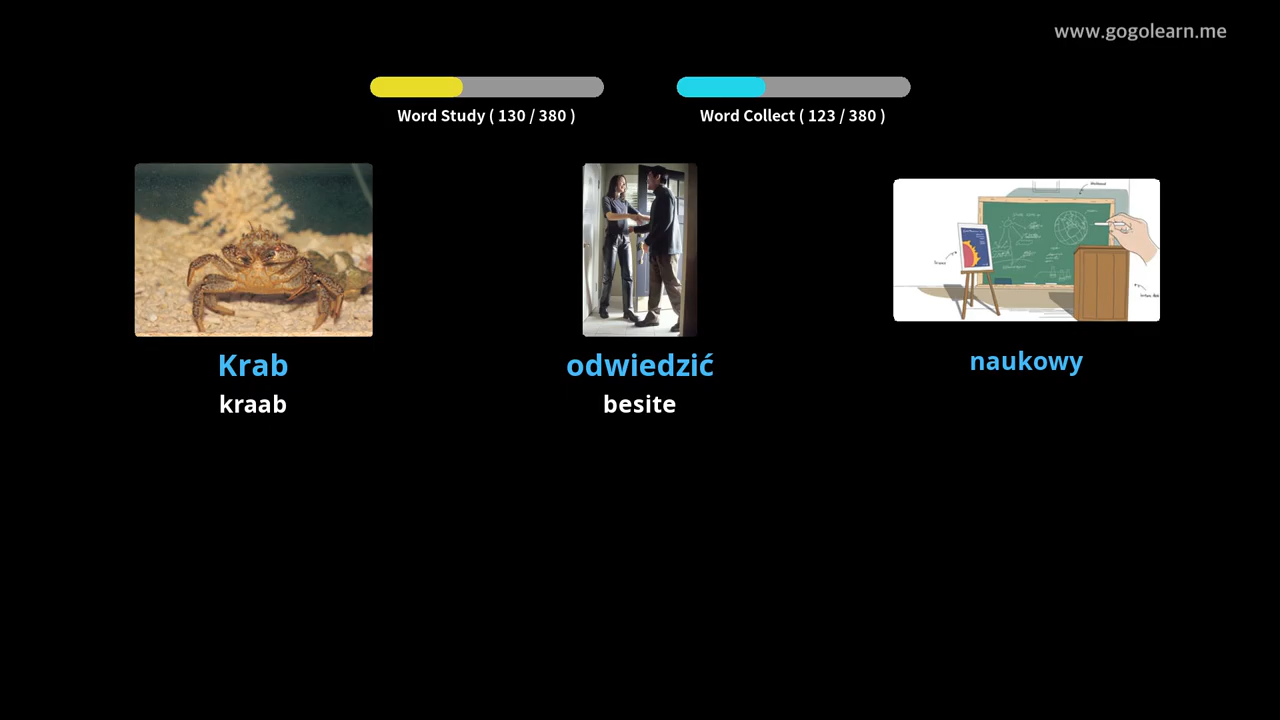 www.gogolearn.me
Word Study ( 130 / 380 )
Word Collect ( 123 / 380 )
Krab
odwiedzić
naukowy
kraab
besite